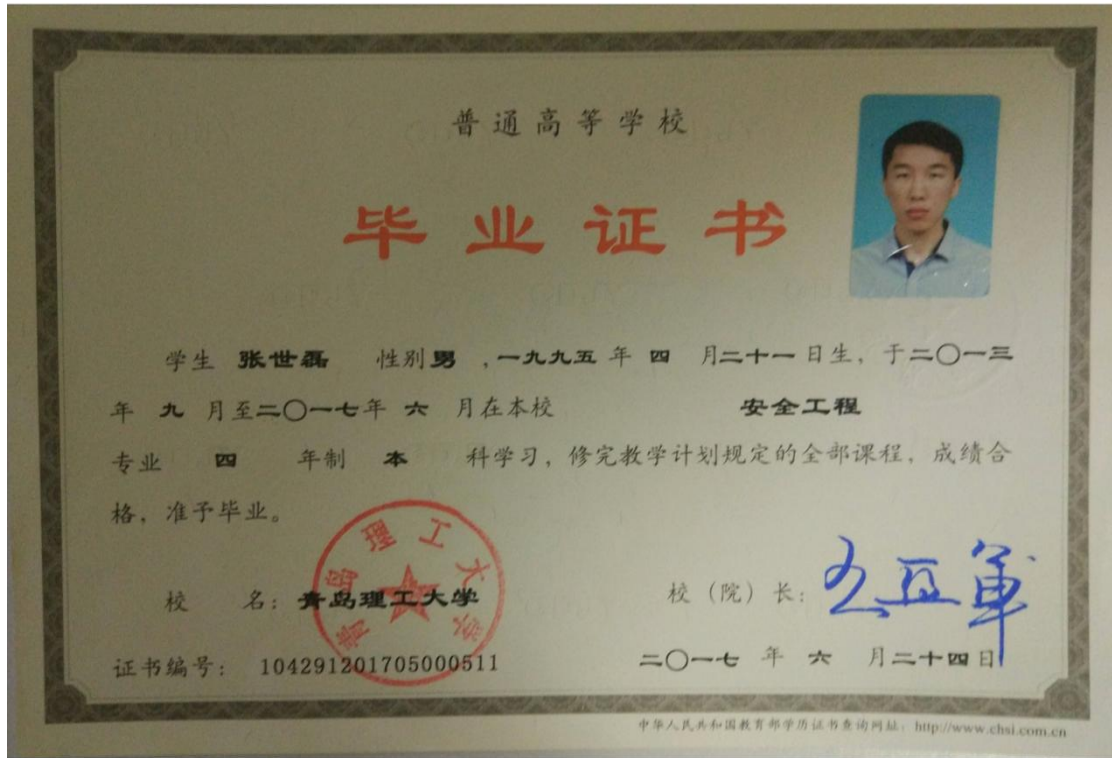 普通高等学校
毕业证书
学生 张世磊 性别男 ,一九九五 年 四 月二十一日生，于二〇一三
年 九 月至二〇一七年 六 月在本校 安全工程
专业 四 年制 本 科学习，修完教学计划规定的全部课程，成绩合
格，准予毕业。
青岛理工大学
校 名：青岛理工大学 校（院）长：
证书编号： 104291201705000511 二〇一七 年 六 月二十四日
中华人民共和国教育部学历证书查询网址：http://www.chsi.com.cn